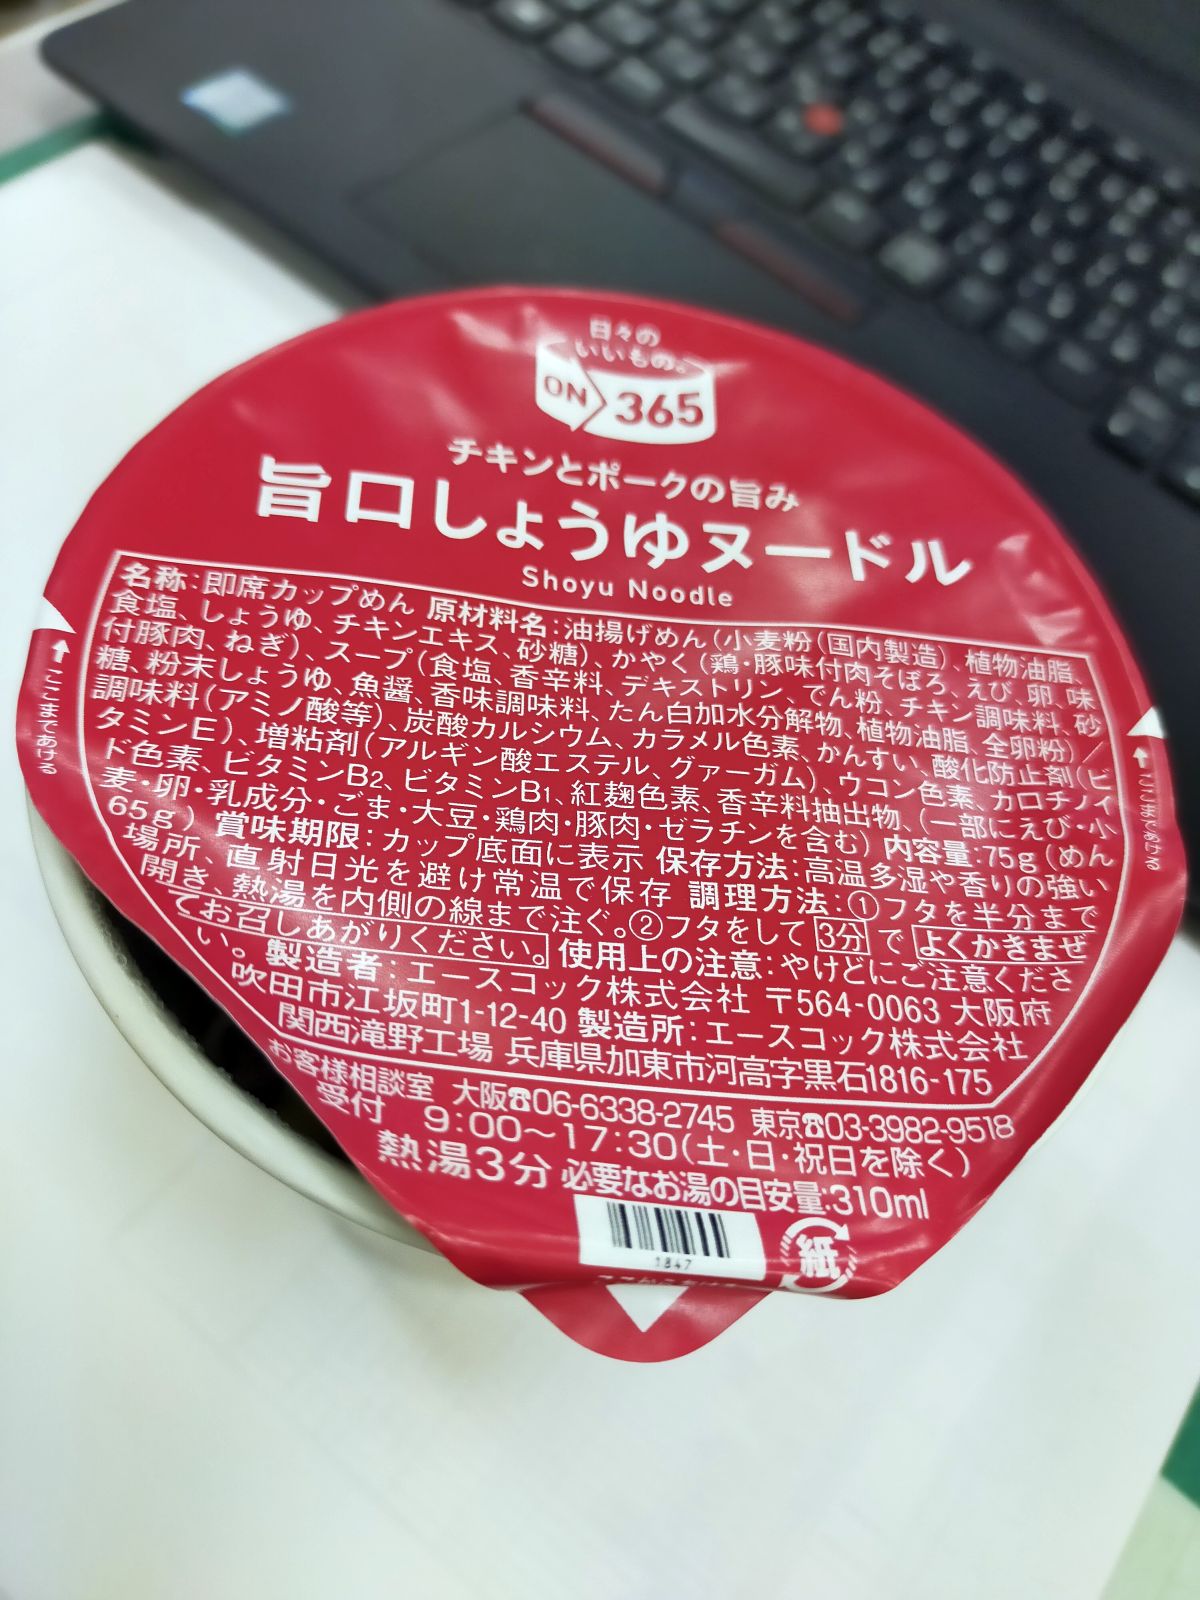 日々の
いいもの。
ON 365
チキンとポークの旨み
旨口しょうゆヌードル
Shoyu Noodle
名称：即席カップめん 原材料名：油揚げめん（小麦粉（国内製造）、植物油脂、
食塩、しょうゆ、チキンエキス、砂糖）、かやく（鶏・豚味付肉そぼろ、えび、卵、味
付豚肉、ねぎ）、スープ（食塩、香辛料、デキストリン、でん粉、チキン調味料、砂
糖、粉末しょうゆ、魚醤、香味調味料、たん白加水分解物、植物油脂、全卵粉）／
調味料（アミノ酸等）、炭酸カルシウム、カラメル色素、かんすい、酸化防止剤（ビ
タミンE）、増粘剤（アルギン酸エステル、グァーガム）、ウコン色素、カロチノイ
ド色素、ビタミンB2、ビタミンB1、紅麹色素、香辛料抽出物、（一部にえび・小
麦・卵・乳成分・ごま・大豆・鶏肉・豚肉・ゼラチンを含む） 内容量：75g（めん
65g） 賞味期限：カップ底面に表示 保存方法：高温多湿や香りの強い
場所、直射日光を避け常温で保存 調理方法：①フタを半分まで
開き、熱湯を内側の線まで注ぐ。②フタをして3分でよくかきまぜ
てお召しあがりください。 使用上の注意：やけどにご注意くださ
い。 製造者：エースコック株式会社 〒564-0063 大阪府
吹田市江坂町1-12-40 製造所：エースコック株式会社
関西滝野工場 兵庫県加東市河高字黒石1816-175
お客様相談室 大阪☎06-6338-2745 東京☎03-3982-9518
受付 9：00～17：30（土・日・祝日を除く）
熱湯3分 必要なお湯の目安量：310ml
1847
紙
ここまであける
ここまであける